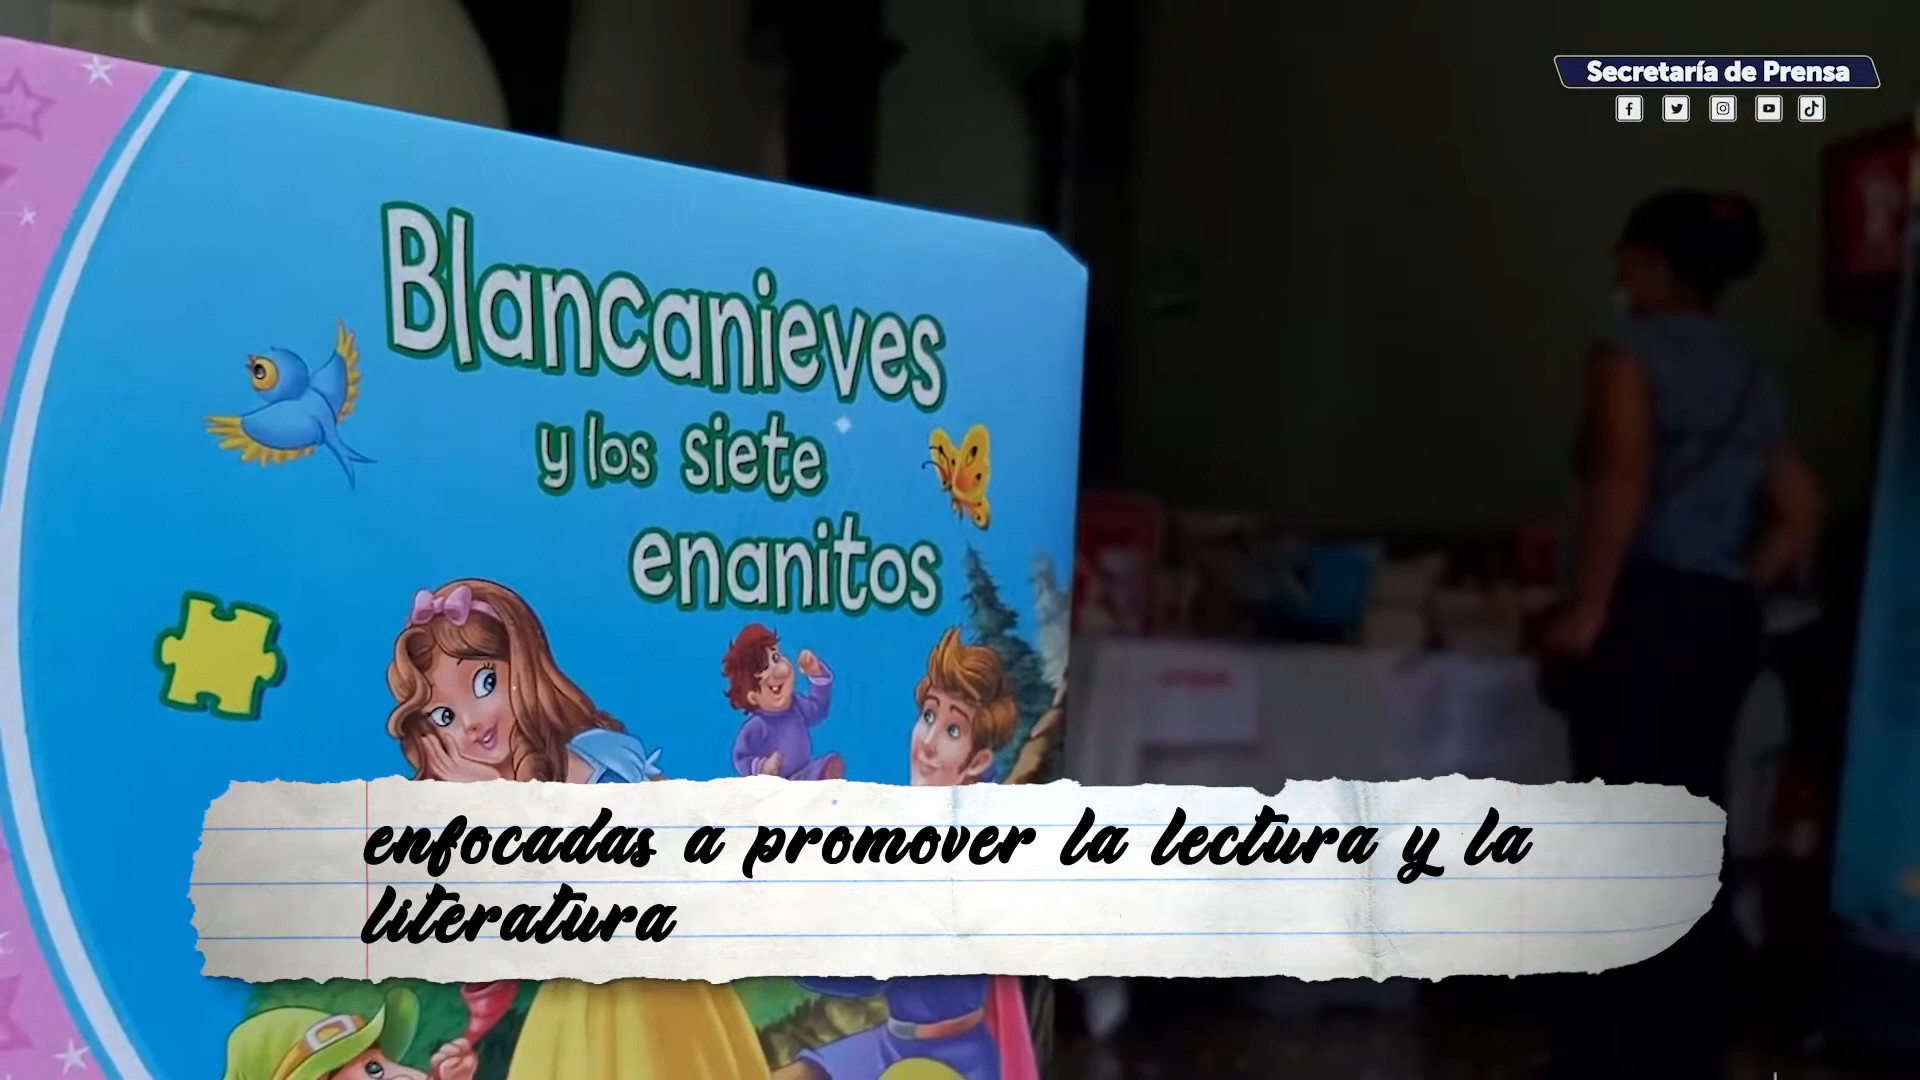 Secretaría de Prensa
Blancanieves
y los siete
enanitos
enfocadas a promover la lectura y la
literatura